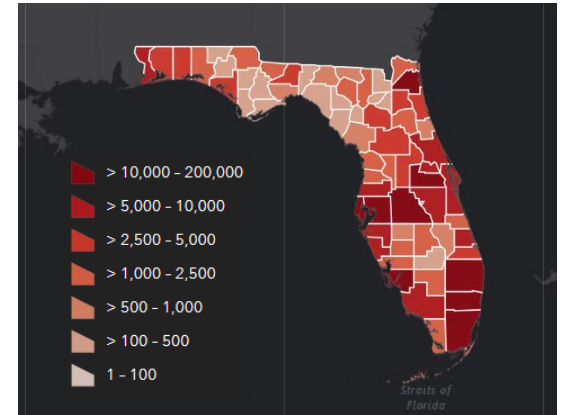 > 10,000 - 200,000
> 5,000 - 10,000
> 2,500 - 5,000
> 1,000 - 2,500
> 500 - 1,000
> 100 - 500
1 - 100
Straits of
Florida